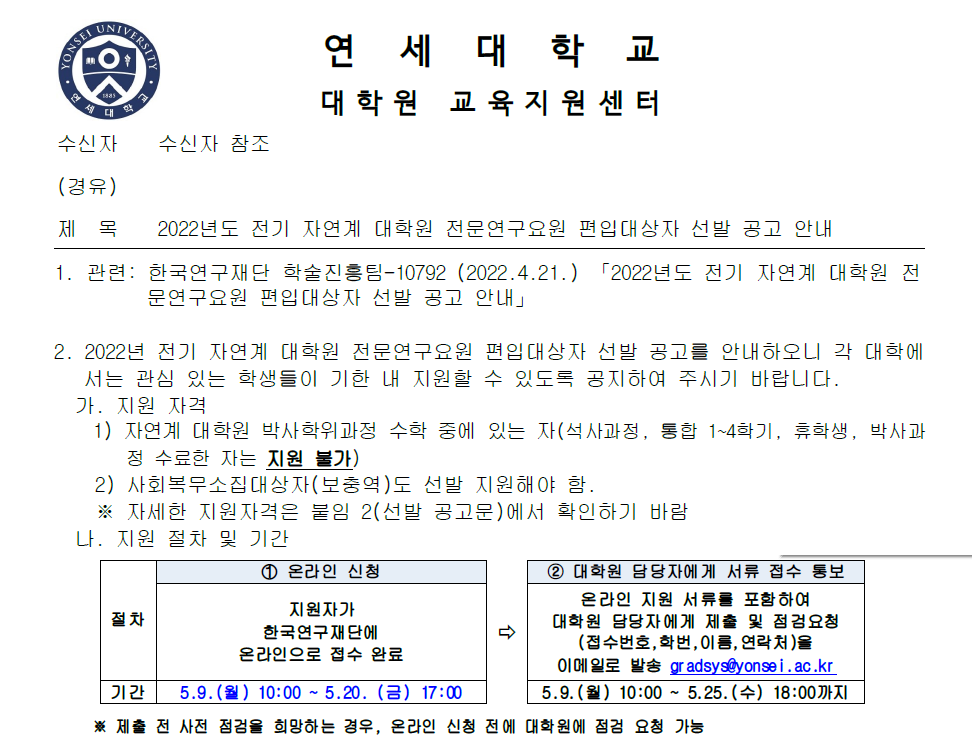 YONSEI UNIVERSITY
1885
연세대학교
연 세 대 학 교
대학원 교육지원센터
수신자 수신자 참조
(경유)
제 목 2022년도 전기 자연계 대학원 전문연구요원 편입대상자 선발 공고 안내
1. 관련: 한국연구재단 학술진흥팀-10792 (2022.4.21.) 「2022년도 전기 자연계 대학원 전
문연구요원 편입대상자 선발 공고 안내」
2. 2022년 전기 자연계 대학원 전문연구요원 편입대상자 선발 공고를 안내하오니 각 대학에
서는 관심 있는 학생들이 기한 내 지원할 수 있도록 공지하여 주시기 바랍니다.
가. 지원 자격
1) 자연계 대학원 박사학위과정 수학 중에 있는 자(석사과정, 통합 1~4학기, 휴학생, 박사과
정 수료한 자는 지원 불가)
2) 사회복무소집대상자(보충역)도 선발 지원해야 함.
※ 자세한 지원자격은 붙임 2(선발 공고문)에서 확인하기 바람
나. 지원 절차 및 기간
절차
① 온라인 신청
지원자가
한국연구재단에
온라인으로 접수 완료
⇨
② 대학원 담당자에게 서류 접수 통보
온라인 지원 서류를 포함하여
대학원 담당자에게 제출 및 점검요청
(접수번호,학번,이름,연락처)을
이메일로 발송 gradsys@yonsei.ac.kr
기간
5.9.(월) 10:00 ~ 5.20. (금) 17:00
5.9.(월) 10:00 ~ 5.25.(수) 18:00까지
※ 제출 전 사전 점검을 희망하는 경우, 온라인 신청 전에 대학원에 점검 요청 가능